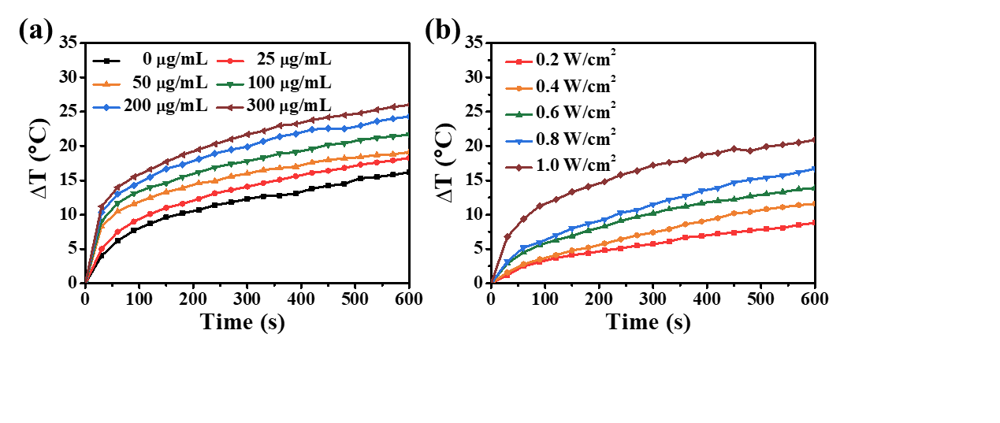 (a)
35
30
25
20
15
10
5
0
ΔT (°C)
0 μg/mL 25 μg/mL
50 μg/mL 100 μg/mL
200 μg/mL 300 μg/mL
0 100 200 300 400 500 600
Time (s)
(b)
35
30
25
20
15
10
5
0
ΔT (°C)
0.2 W/cm²
0.4 W/cm²
0.6 W/cm²
0.8 W/cm²
1.0 W/cm²
0 100 200 300 400 500 600
Time (s)